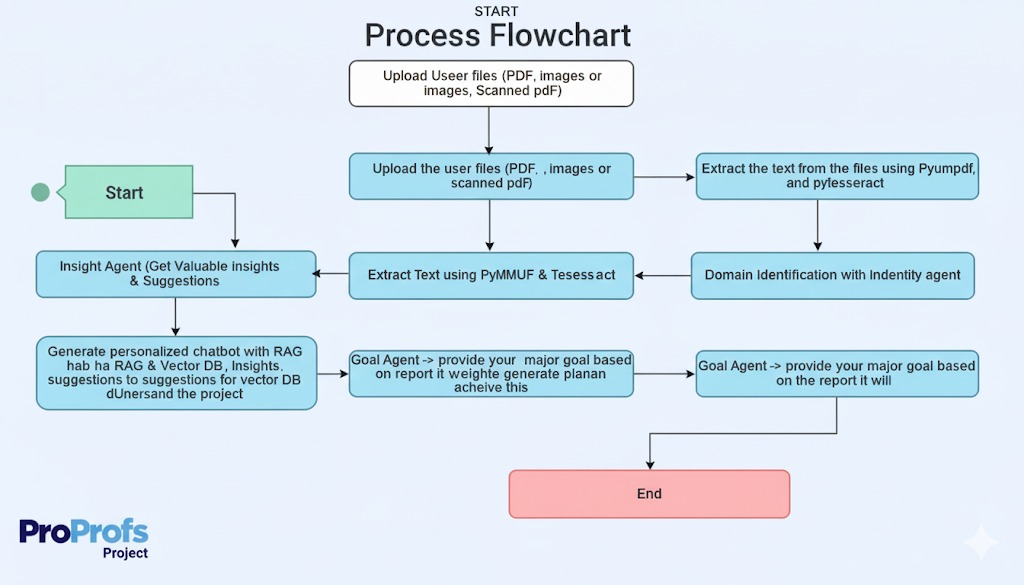 START
Process Flowchart
Upload Useer files (PDF, images or
images, Scanned pdF)
Upload the user files (PDF, , images or
scanned pdF)
Extract the text from the files using Pyumpdf,
and pyfesseract
Start
Insight Agent (Get Valuable insights
& Suggestions
Extract Text using PyMMUF & Tesess act
Domain Identification with Indentity agent
Generate personalized chatbot with RAG
hab ha RAG & Vector DB , Insights.
suggestions to suggestions for vector DB
dUnersand the project
Goal Agent -> provide your major goal based
on report it weighte generate planan
acheive this
Goal Agent -> provide your major goal based
on the report it will
End
ProProfs
Project